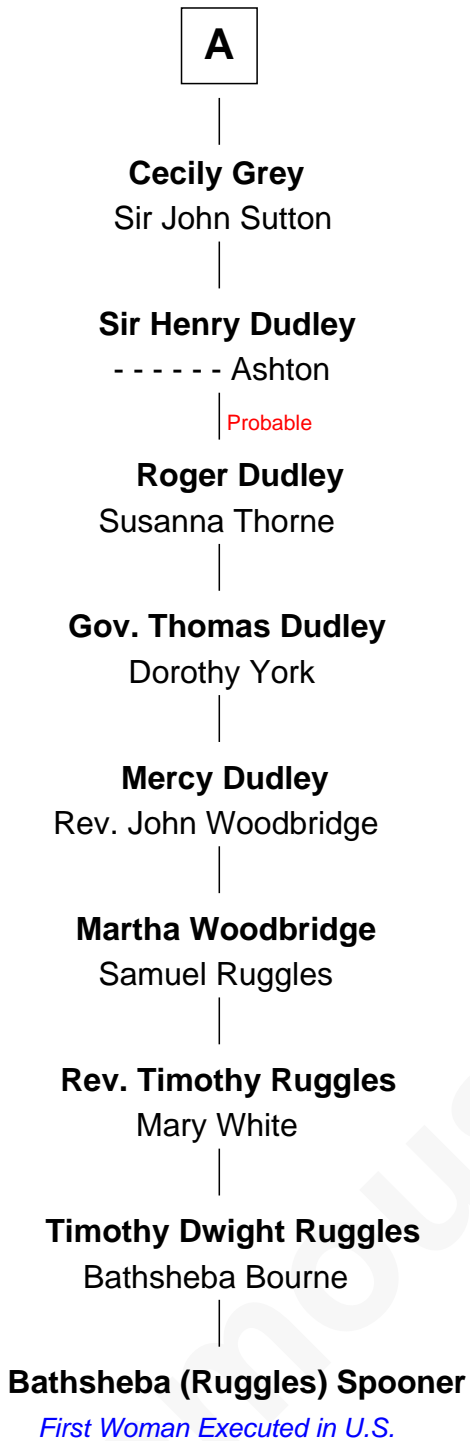 A
Cecily Grey
Sir John Sutton
Sir Henry Dudley
- - - - - - Ashton
Probable
Roger Dudley
Susanna Thorne
Gov. Thomas Dudley
Dorothy York
Mercy Dudley
Rev. John Woodbridge
Martha Woodbridge
Samuel Ruggles
Rev. Timothy Ruggles
Mary White
Timothy Dwight Ruggles
Bathsheba Bourne
Bathsheba (Ruggles) Spooner
First Woman Executed in U.S.